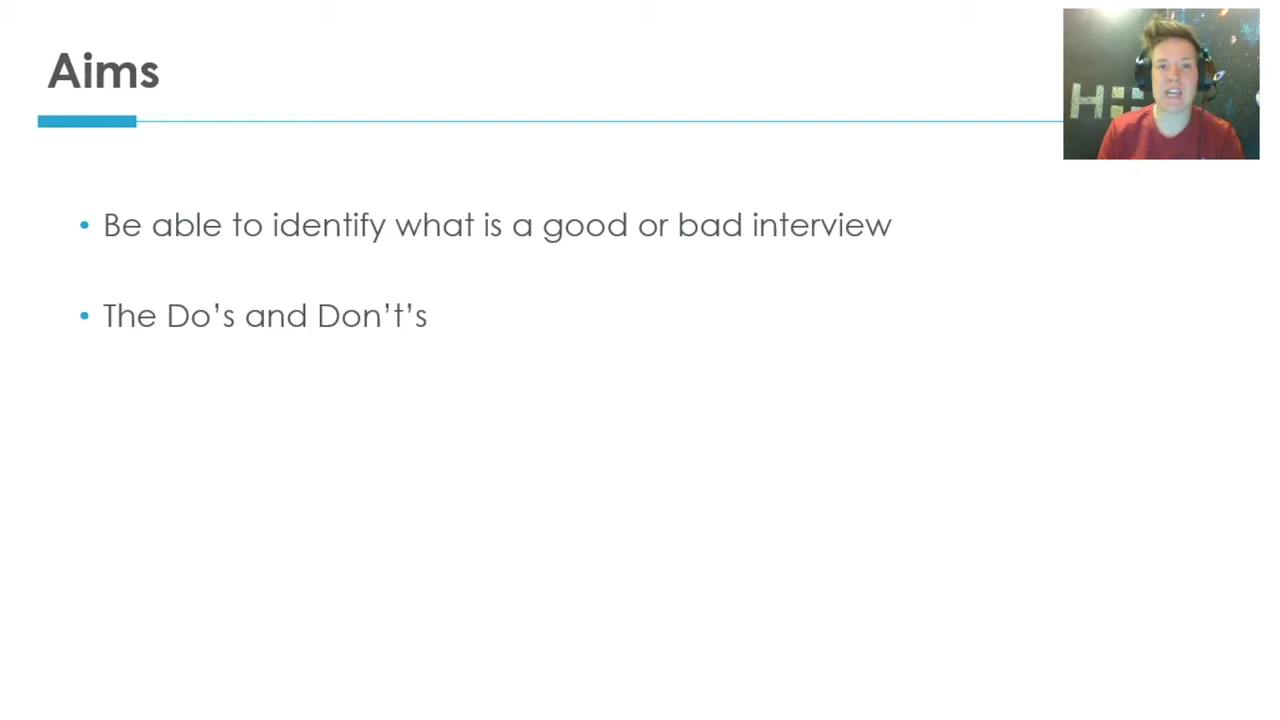 Aims
• Be able to identify what is a good or bad interview
• The Do’s and Don’t’s